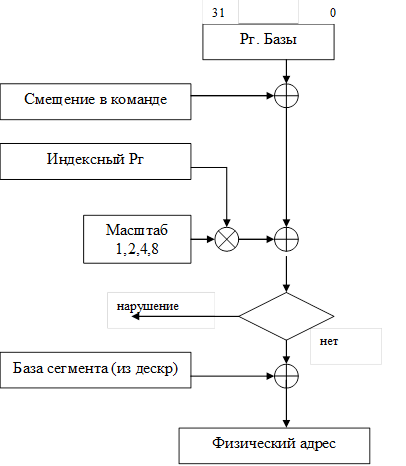 31 0
Рг. Базы
Смещение в команде
Индексный Рг
Масштаб
1,2,4,8
нарушение
нет
База сегмента (из дескр)
Физический адрес